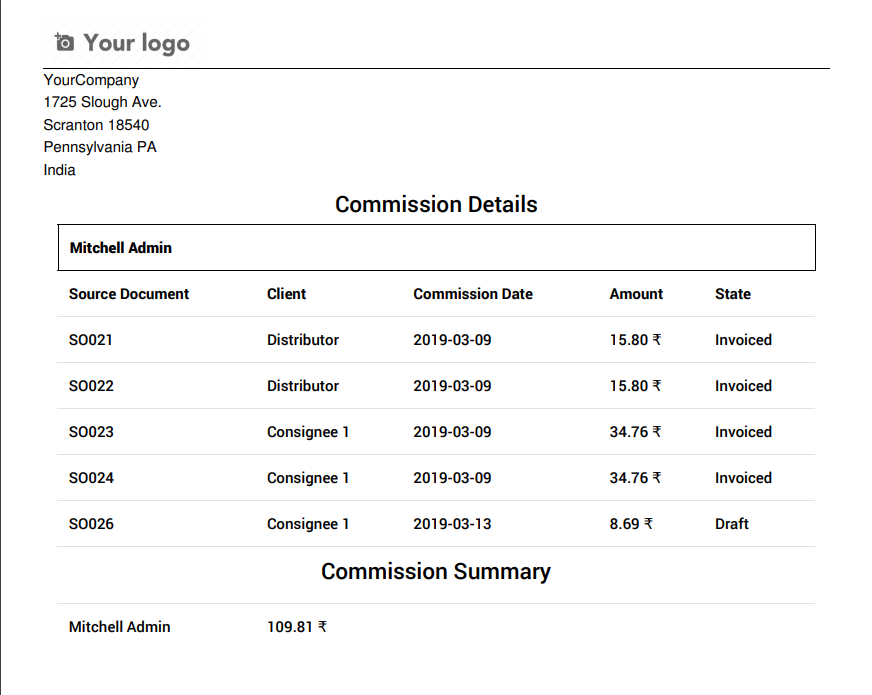 Your logo
YourCompany
1725 Slough Ave.
Scranton 18540
Pennsylvania PA
India
Commission Details
Mitchell Admin
Source Document Client Commission Date Amount State
SO021 Distributor 2019-03-09 15.80 ₹ Invoiced
SO022 Distributor 2019-03-09 15.80 ₹ Invoiced
SO023 Consignee 1 2019-03-09 34.76 ₹ Invoiced
SO024 Consignee 1 2019-03-09 34.76 ₹ Invoiced
SO026 Consignee 1 2019-03-13 8.69 ₹ Draft
Commission Summary
Mitchell Admin 109.81 ₹